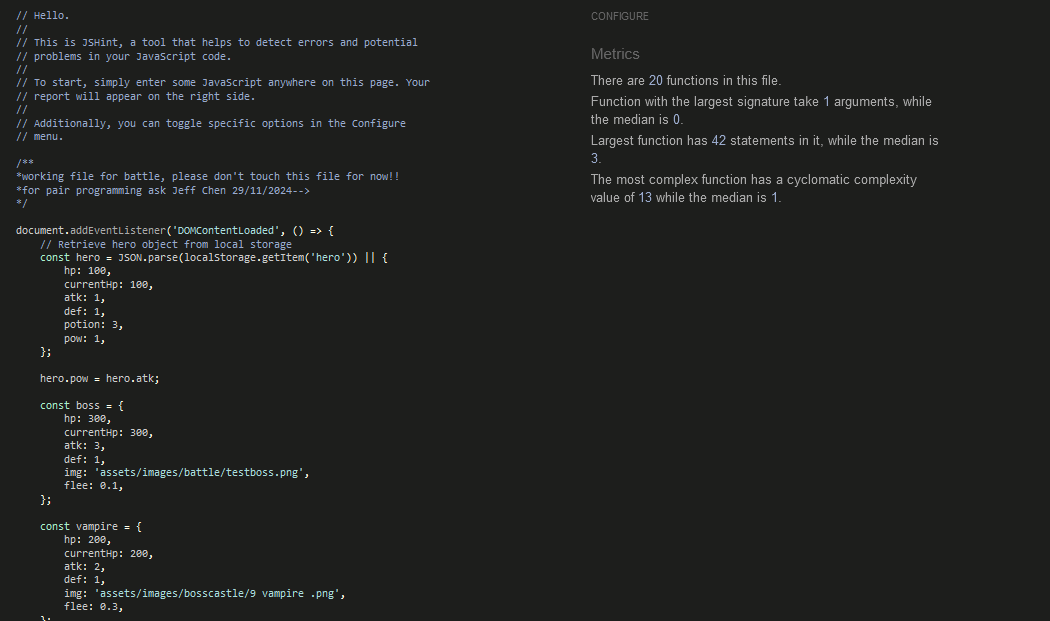 // Hello.
//
// This is JSHint, a tool that helps to detect errors and potential
// problems in your JavaScript code.
//
// To start, simply enter some JavaScript anywhere on this page. Your
// report will appear on the right side.
//
// Additionally, you can toggle specific options in the Configure
// menu.

/**
*working file for battle, please don't touch this file for now!!
*for pair programming ask Jeff Chen 29/11/2024-->
*/

document.addEventListener('DOMContentLoaded', () => {
    // Retrieve hero object from local storage
    const hero = JSON.parse(localStorage.getItem('hero')) || {
        hp: 100,
        currentHp: 100,
        atk: 1,
        def: 1,
        potion: 3,
        pow: 1,
    };

    hero.pow = hero.atk;

    const boss = {
        hp: 300,
        currentHp: 300,
        atk: 3,
        def: 1,
        img: 'assets/images/battle/testboss.png',
        flee: 0.1,
    };

    const vampire = {
        hp: 200,
        currentHp: 200,
        atk: 2,
        def: 1,
        img: 'assets/images/bosscastle/9 vampire .png',
        flee: 0.3,
    };
CONFIGURE
Metrics
There are 20 functions in this file.
Function with the largest signature take 1 arguments, while
the median is 0.
Largest function has 42 statements in it, while the median is
3.
The most complex function has a cyclomatic complexity
value of 13 while the median is 1.